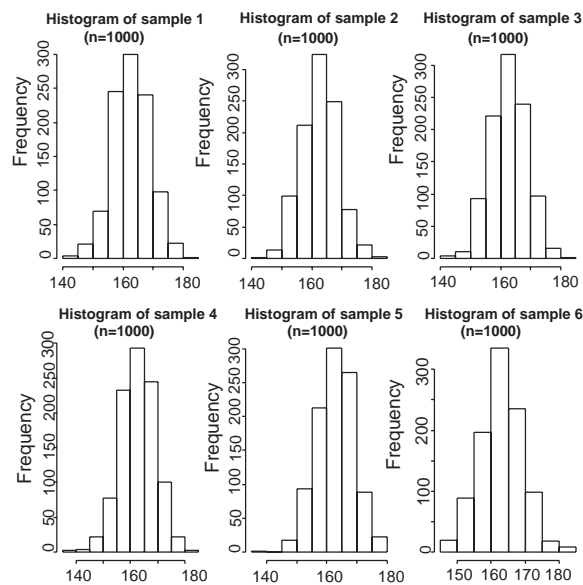 Histogram of sample 1
(n=1000)
Histogram of sample 2
(n=1000)
Histogram of sample 3
(n=1000)
Frequency
0 50 100 150 200 250 300
140 160 180
Frequency
0 50 100 150 200 250 300
140 160 180
Frequency
0 50 100 150 200 250 300
140 160 180
Histogram of sample 4
(n=1000)
Histogram of sample 5
(n=1000)
Histogram of sample 6
(n=1000)
Frequency
0 50 100 150 200 250 300
140 160 180
Frequency
0 50 100 150 200 250 300
140 160 180
Frequency
0 100 200 300
150 160 170 180